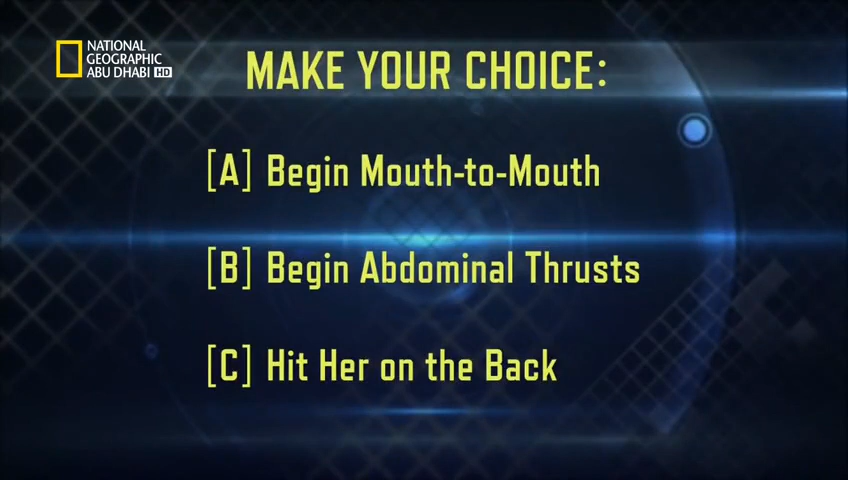 NATIONAL
GEOGRAPHIC
ABU DHABI HD
MAKE YOUR CHOICE:
[A] Begin Mouth-to-Mouth
[B] Begin Abdominal Thrusts
[C] Hit Her on the Back